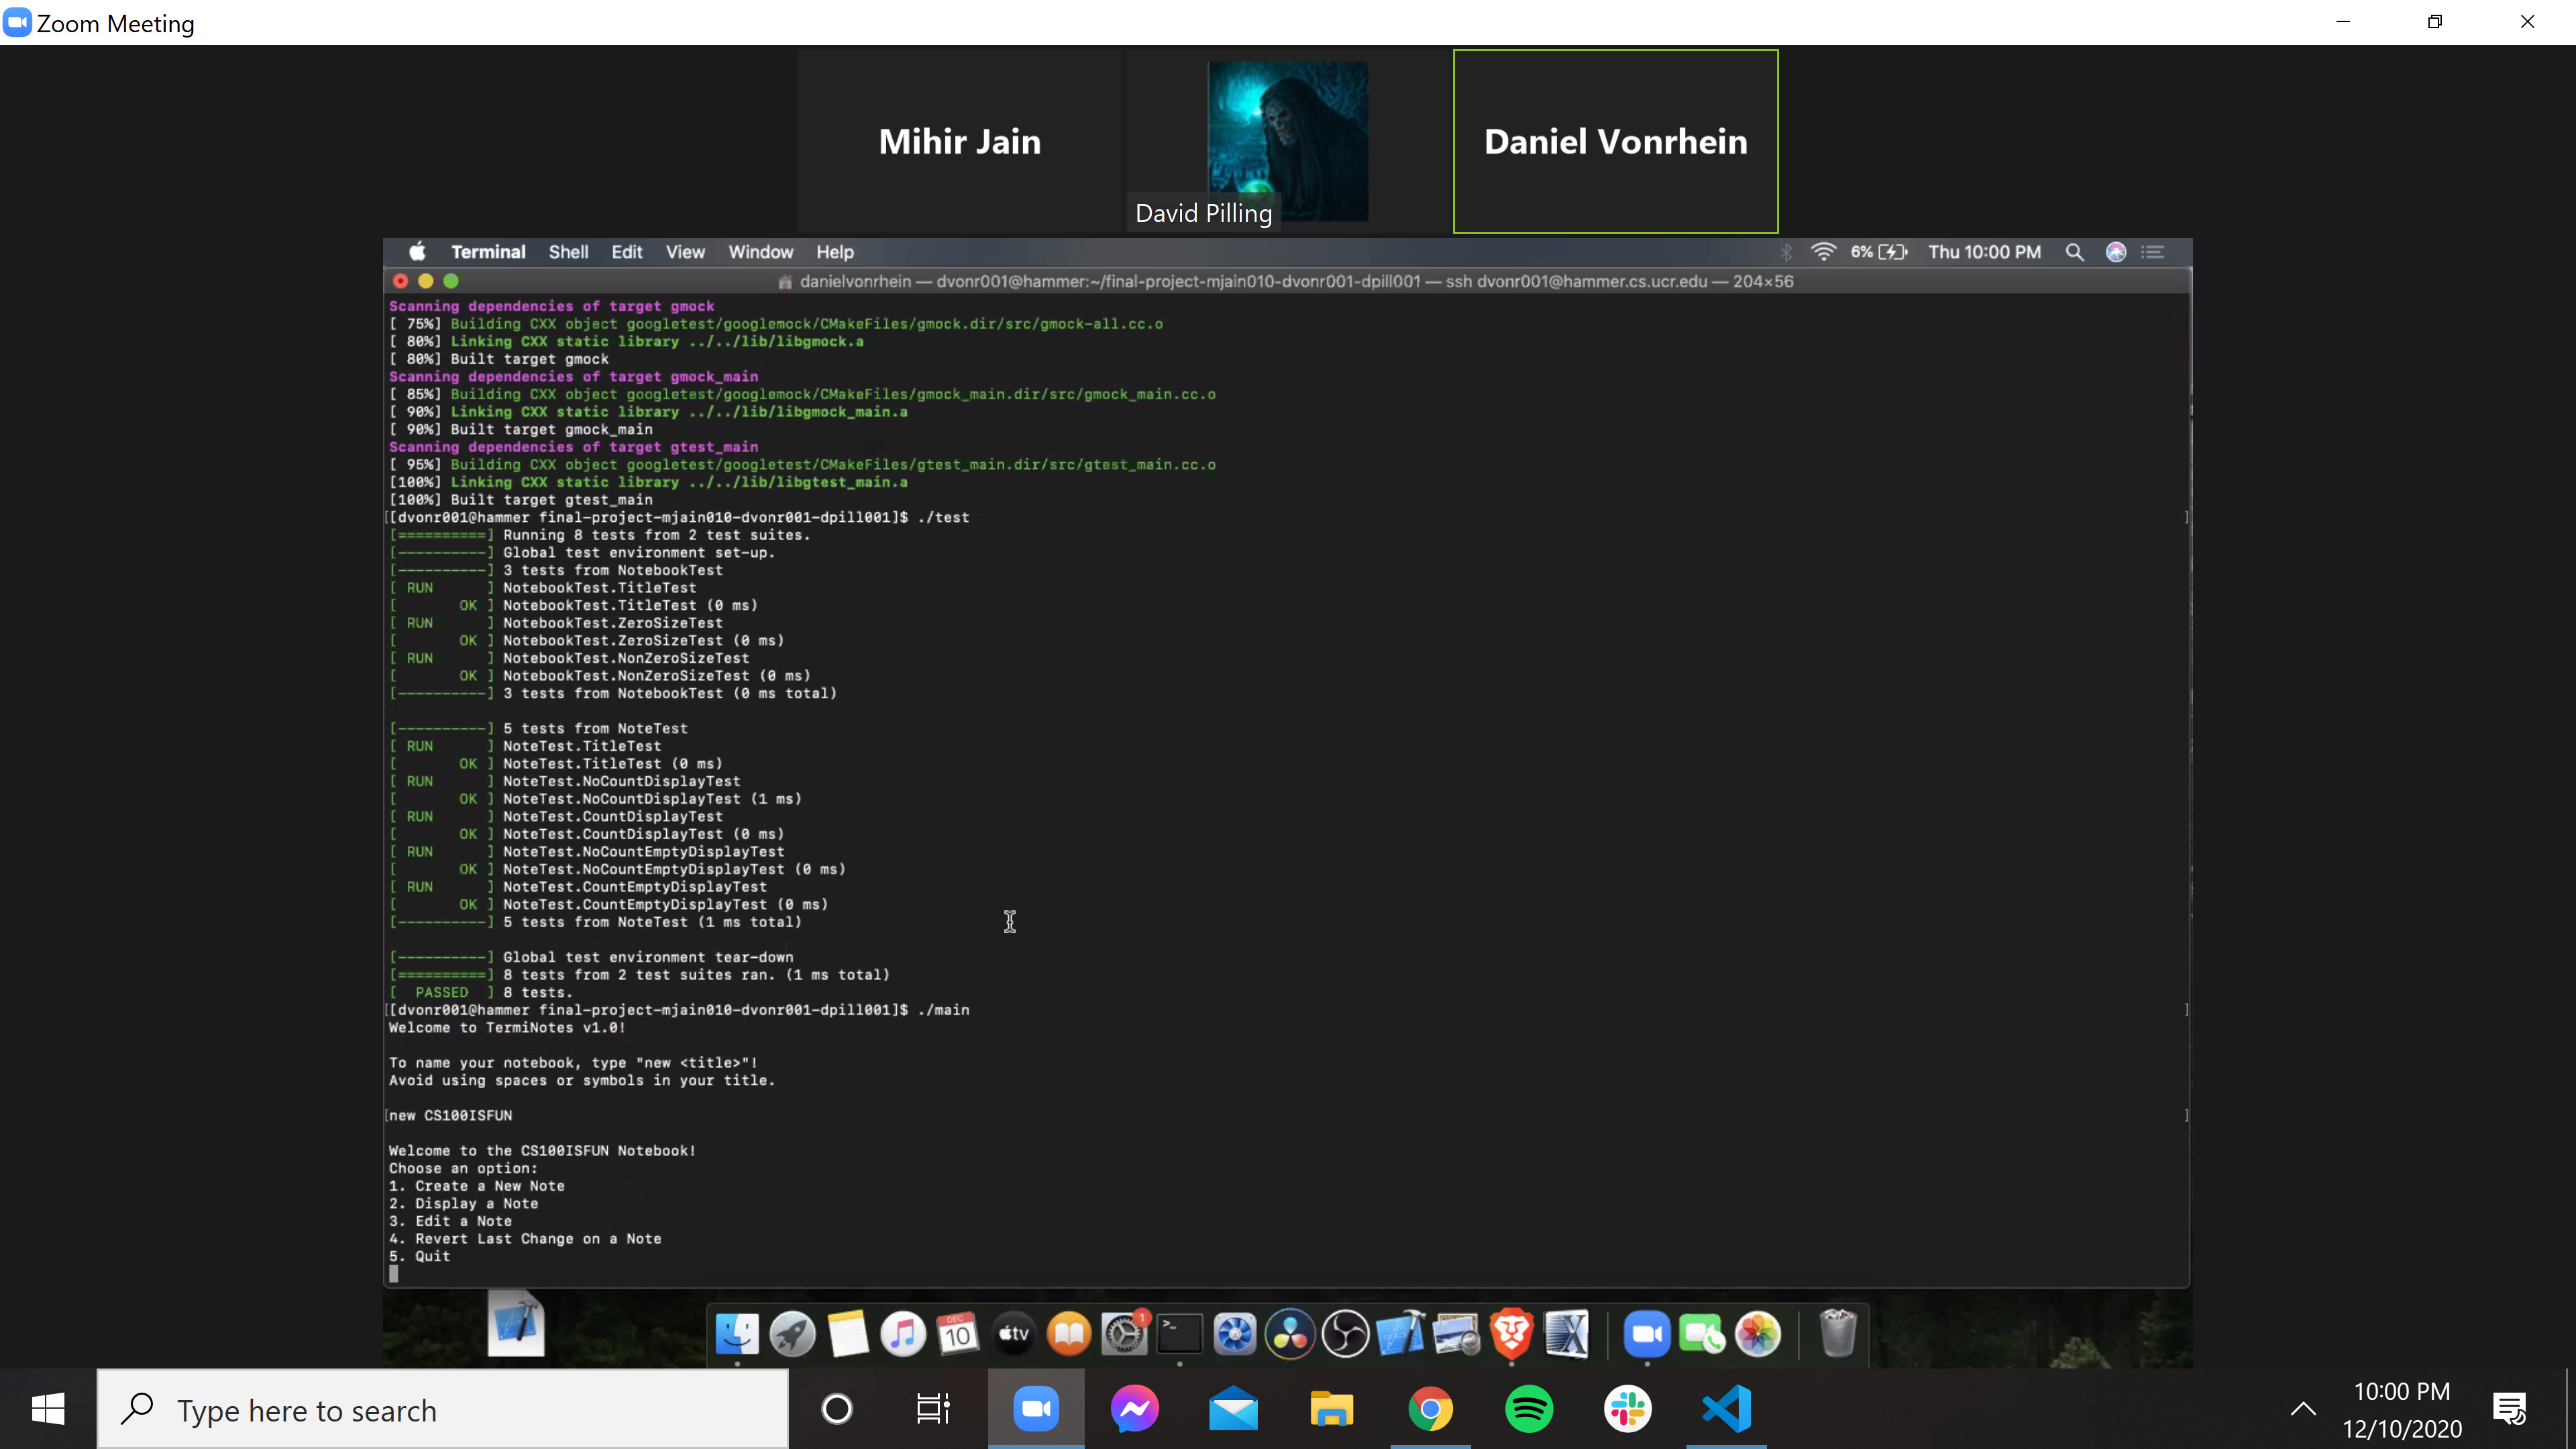 Zoom Meeting
Mihir Jain
David Pilling
Daniel Vonrhein
Terminal Shell Edit View Window Help
6% Thu 10:00 PM
danielvonrhein — dvonr001@hammer:~/final-project-mjain010-dvonr001-dpill001 — ssh dvonr001@hammer.cs.ucr.edu — 204×56
Scanning dependencies of target gmock
[ 75%] Building CXX object googletest/googlemock/CMakeFiles/gmock.dir/src/gmock-all.cc.o
[ 80%] Linking CXX static library ../../lib/libgmock.a
[ 80%] Built target gmock
Scanning dependencies of target gmock_main
[ 85%] Building CXX object googletest/googlemock/CMakeFiles/gmock_main.dir/src/gmock_main.cc.o
[ 90%] Linking CXX static library ../../lib/libgmock_main.a
[ 90%] Built target gmock_main
Scanning dependencies of target gtest_main
[ 95%] Building CXX object googletest/googletest/CMakeFiles/gtest_main.dir/src/gtest_main.cc.o
[100%] Linking CXX static library ../../lib/libgtest_main.a
[100%] Built target gtest_main
[[dvonr001@hammer final-project-mjain010-dvonr001-dpill001]$ ./test ]
[==========] Running 8 tests from 2 test suites.
[----------] Global test environment set-up.
[----------] 3 tests from NotebookTest
[ RUN      ] NotebookTest.TitleTest
[       OK ] NotebookTest.TitleTest (0 ms)
[ RUN      ] NotebookTest.ZeroSizeTest
[       OK ] NotebookTest.ZeroSizeTest (0 ms)
[ RUN      ] NotebookTest.NonZeroSizeTest
[       OK ] NotebookTest.NonZeroSizeTest (0 ms)
[----------] 3 tests from NotebookTest (0 ms total)
[----------] 5 tests from NoteTest
[ RUN      ] NoteTest.TitleTest
[       OK ] NoteTest.TitleTest (0 ms)
[ RUN      ] NoteTest.NoCountDisplayTest
[       OK ] NoteTest.NoCountDisplayTest (1 ms)
[ RUN      ] NoteTest.CountDisplayTest
[       OK ] NoteTest.CountDisplayTest (0 ms)
[ RUN      ] NoteTest.NoCountEmptyDisplayTest
[       OK ] NoteTest.NoCountEmptyDisplayTest (0 ms)
[ RUN      ] NoteTest.CountEmptyDisplayTest
[       OK ] NoteTest.CountEmptyDisplayTest (0 ms)
[----------] 5 tests from NoteTest (1 ms total)
[----------] Global test environment tear-down
[==========] 8 tests from 2 test suites ran. (1 ms total)
[  PASSED  ] 8 tests.
[[dvonr001@hammer final-project-mjain010-dvonr001-dpill001]$ ./main ]
Welcome to TermiNotes v1.0!
To name your notebook, type "new <title>"!
Avoid using spaces or symbols in your title.
[new CS100ISFUN ]
Welcome to the CS100ISFUN Notebook!
Choose an option:
1. Create a New Note
2. Display a Note
3. Edit a Note
4. Revert Last Change on a Note
5. Quit
DEC
10
tv
1
Type here to search
10:00 PM
12/10/2020